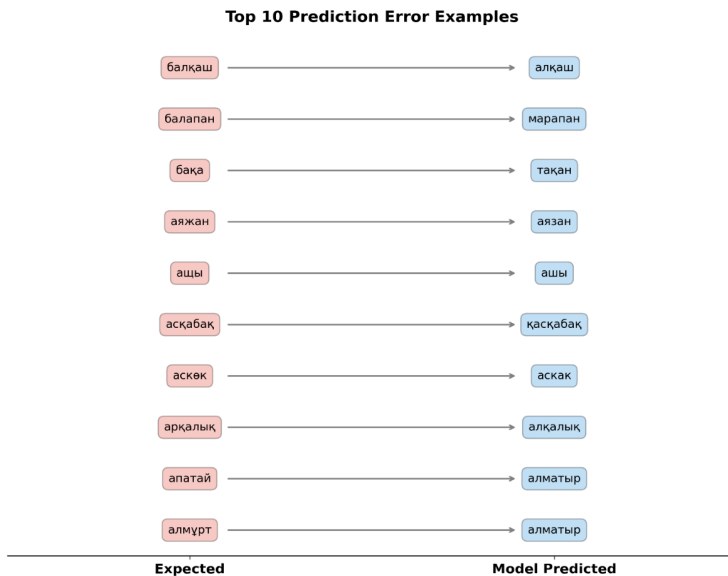 Top 10 Prediction Error Examples
балқаш алқаш
балапан марапан
бақа тақан
аяжан аязан
ащы ашы
асқабақ қасқабақ
аскөк аскак
арқалық алқалық
апатай алматыр
алмұрт алматыр
Expected Model Predicted